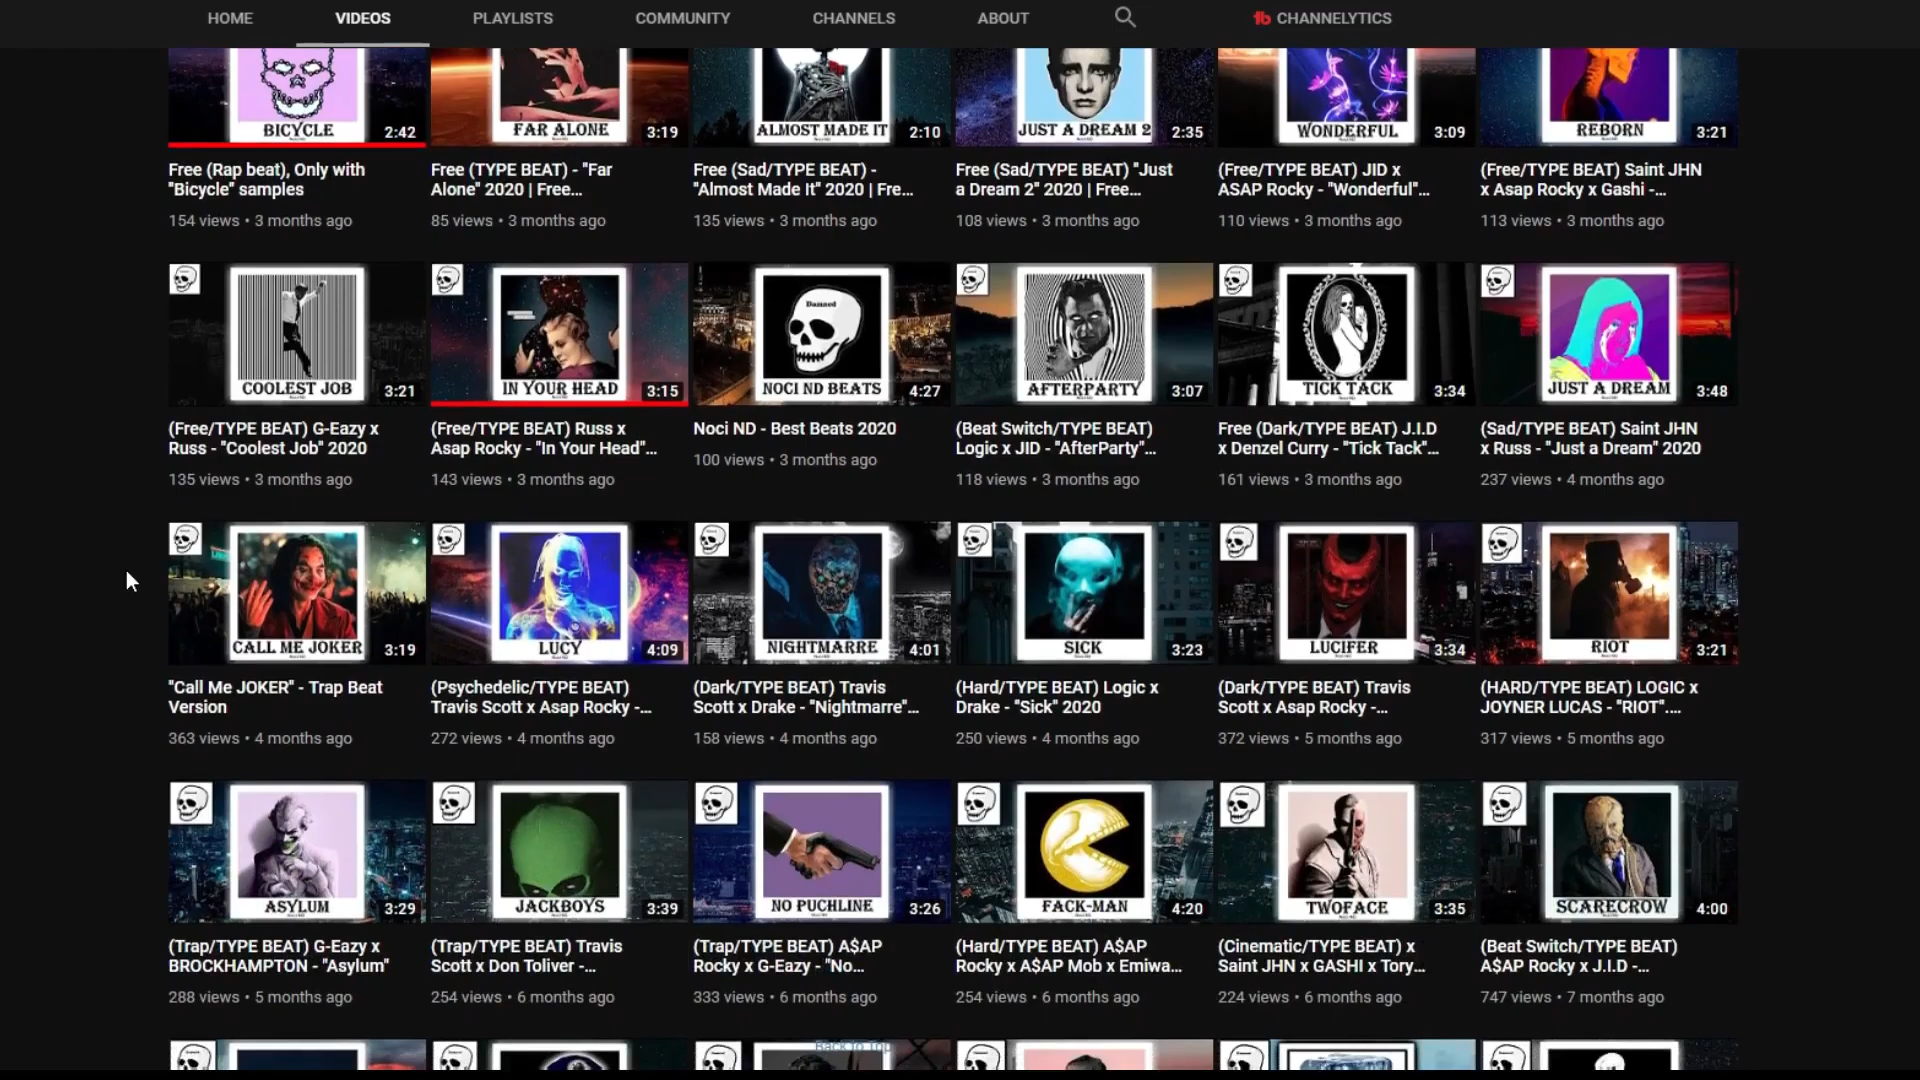 HOME VIDEOS PLAYLISTS COMMUNITY CHANNELS ABOUT CHANNELYTICS
BICYCLE 2:42 FAR ALONE 3:19 ALMOST MADE IT 2:10 JUST A DREAM 2 2:35 WONDERFUL 3:09 REBORN 3:21
Free (Rap beat), Only with Free (TYPE BEAT) - "Far Free (Sad/TYPE BEAT) - Free (Sad/TYPE BEAT) "Just (Free/TYPE BEAT) JID x (Free/TYPE BEAT) Saint JHN
"Bicycle" samples Alone" 2020 | Free... "Almost Made It" 2020 | Fre... a Dream 2" 2020 | Free... ASAP Rocky - "Wonderful"... x Asap Rocky x Gashi -...
154 views • 3 months ago 85 views • 3 months ago 135 views • 3 months ago 108 views • 3 months ago 110 views • 3 months ago 113 views • 3 months ago
Damned
COOLEST JOB 3:21 IN YOUR HEAD 3:15 NOCI ND BEATS 4:27 AFTERPARTY 3:07 TICK TACK 3:34 JUST A DREAM 3:48
(Free/TYPE BEAT) G-Eazy x (Free/TYPE BEAT) Russ x Noci ND - Best Beats 2020 (Beat Switch/TYPE BEAT) Free (Dark/TYPE BEAT) J.I.D (Sad/TYPE BEAT) Saint JHN
Russ - "Coolest Job" 2020 Asap Rocky - "In Your Head"... 100 views • 3 months ago Logic x JID - "AfterParty"... x Denzel Curry - "Tick Tack"... x Russ - "Just a Dream" 2020
135 views • 3 months ago 143 views • 3 months ago 118 views • 3 months ago 161 views • 3 months ago 237 views • 4 months ago
CALL ME JOKER 3:19 LUCY 4:09 NIGHTMARRE 4:01 SICK 3:23 LUCIFER 3:34 RIOT 3:21
"Call Me JOKER" - Trap Beat (Psychedelic/TYPE BEAT) (Dark/TYPE BEAT) Travis (Hard/TYPE BEAT) Logic x (Dark/TYPE BEAT) Travis (HARD/TYPE BEAT) LOGIC x
Version Travis Scott x Asap Rocky -... Scott x Drake - "Nightmarre"... Drake - "Sick" 2020 Scott x Asap Rocky -... JOYNER LUCAS - "RIOT"....
363 views • 4 months ago 272 views • 4 months ago 158 views • 4 months ago 250 views • 4 months ago 372 views • 5 months ago 317 views • 5 months ago
ASYLUM 3:29 JACKBOYS 3:39 NO PUCHLINE 3:26 FACK-MAN 4:20 TWOFACE 3:35 SCARECROW 4:00
(Trap/TYPE BEAT) G-Eazy x (Trap/TYPE BEAT) Travis (Trap/TYPE BEAT) A$AP (Hard/TYPE BEAT) A$AP (Cinematic/TYPE BEAT) x (Beat Switch/TYPE BEAT)
BROCKHAMPTON - "Asylum" Scott x Don Toliver -... Rocky x G-Eazy - "No... Rocky x A$AP Mob x Emiwa... Saint JHN x GASHI x Tory... A$AP Rocky x J.I.D -...
288 views • 5 months ago 254 views • 6 months ago 333 views • 6 months ago 254 views • 6 months ago 224 views • 6 months ago 747 views • 7 months ago
Back to Top